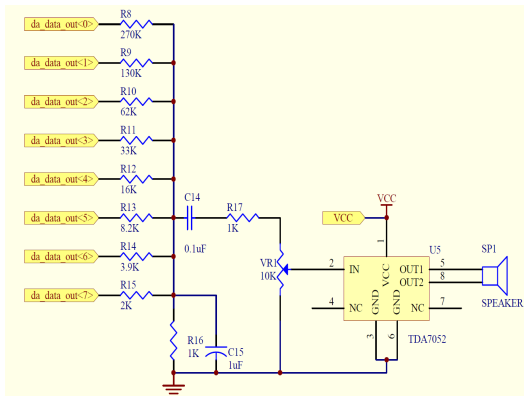 da_data_out<0>
R8
270K
da_data_out<1>
R9
130K
da_data_out<2>
R10
62K
da_data_out<3>
R11
33K
da_data_out<4>
R12
16K
da_data_out<5>
R13
8.2K
da_data_out<6>
R14
3.9K
da_data_out<7>
R15
2K
C14
0.1uF
R17
1K
VR1
10K
R16
1K
C15
1uF
VCC
VCC
1
U5
2
IN
VCC
OUT1
5
OUT2
8
4
NC
GND
GND
NC
7
3
6
TDA7052
SP1
SPEAKER